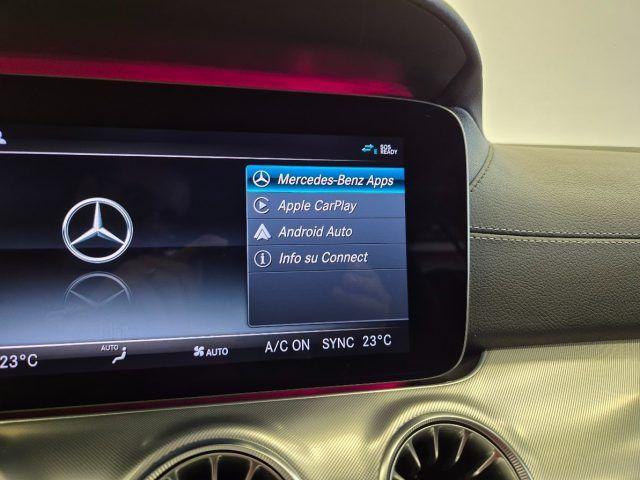 E SOS
READY
Mercedes-Benz Apps
Apple CarPlay
Android Auto
Info su Connect
23°C AUTO AUTO A/C ON SYNC 23°C